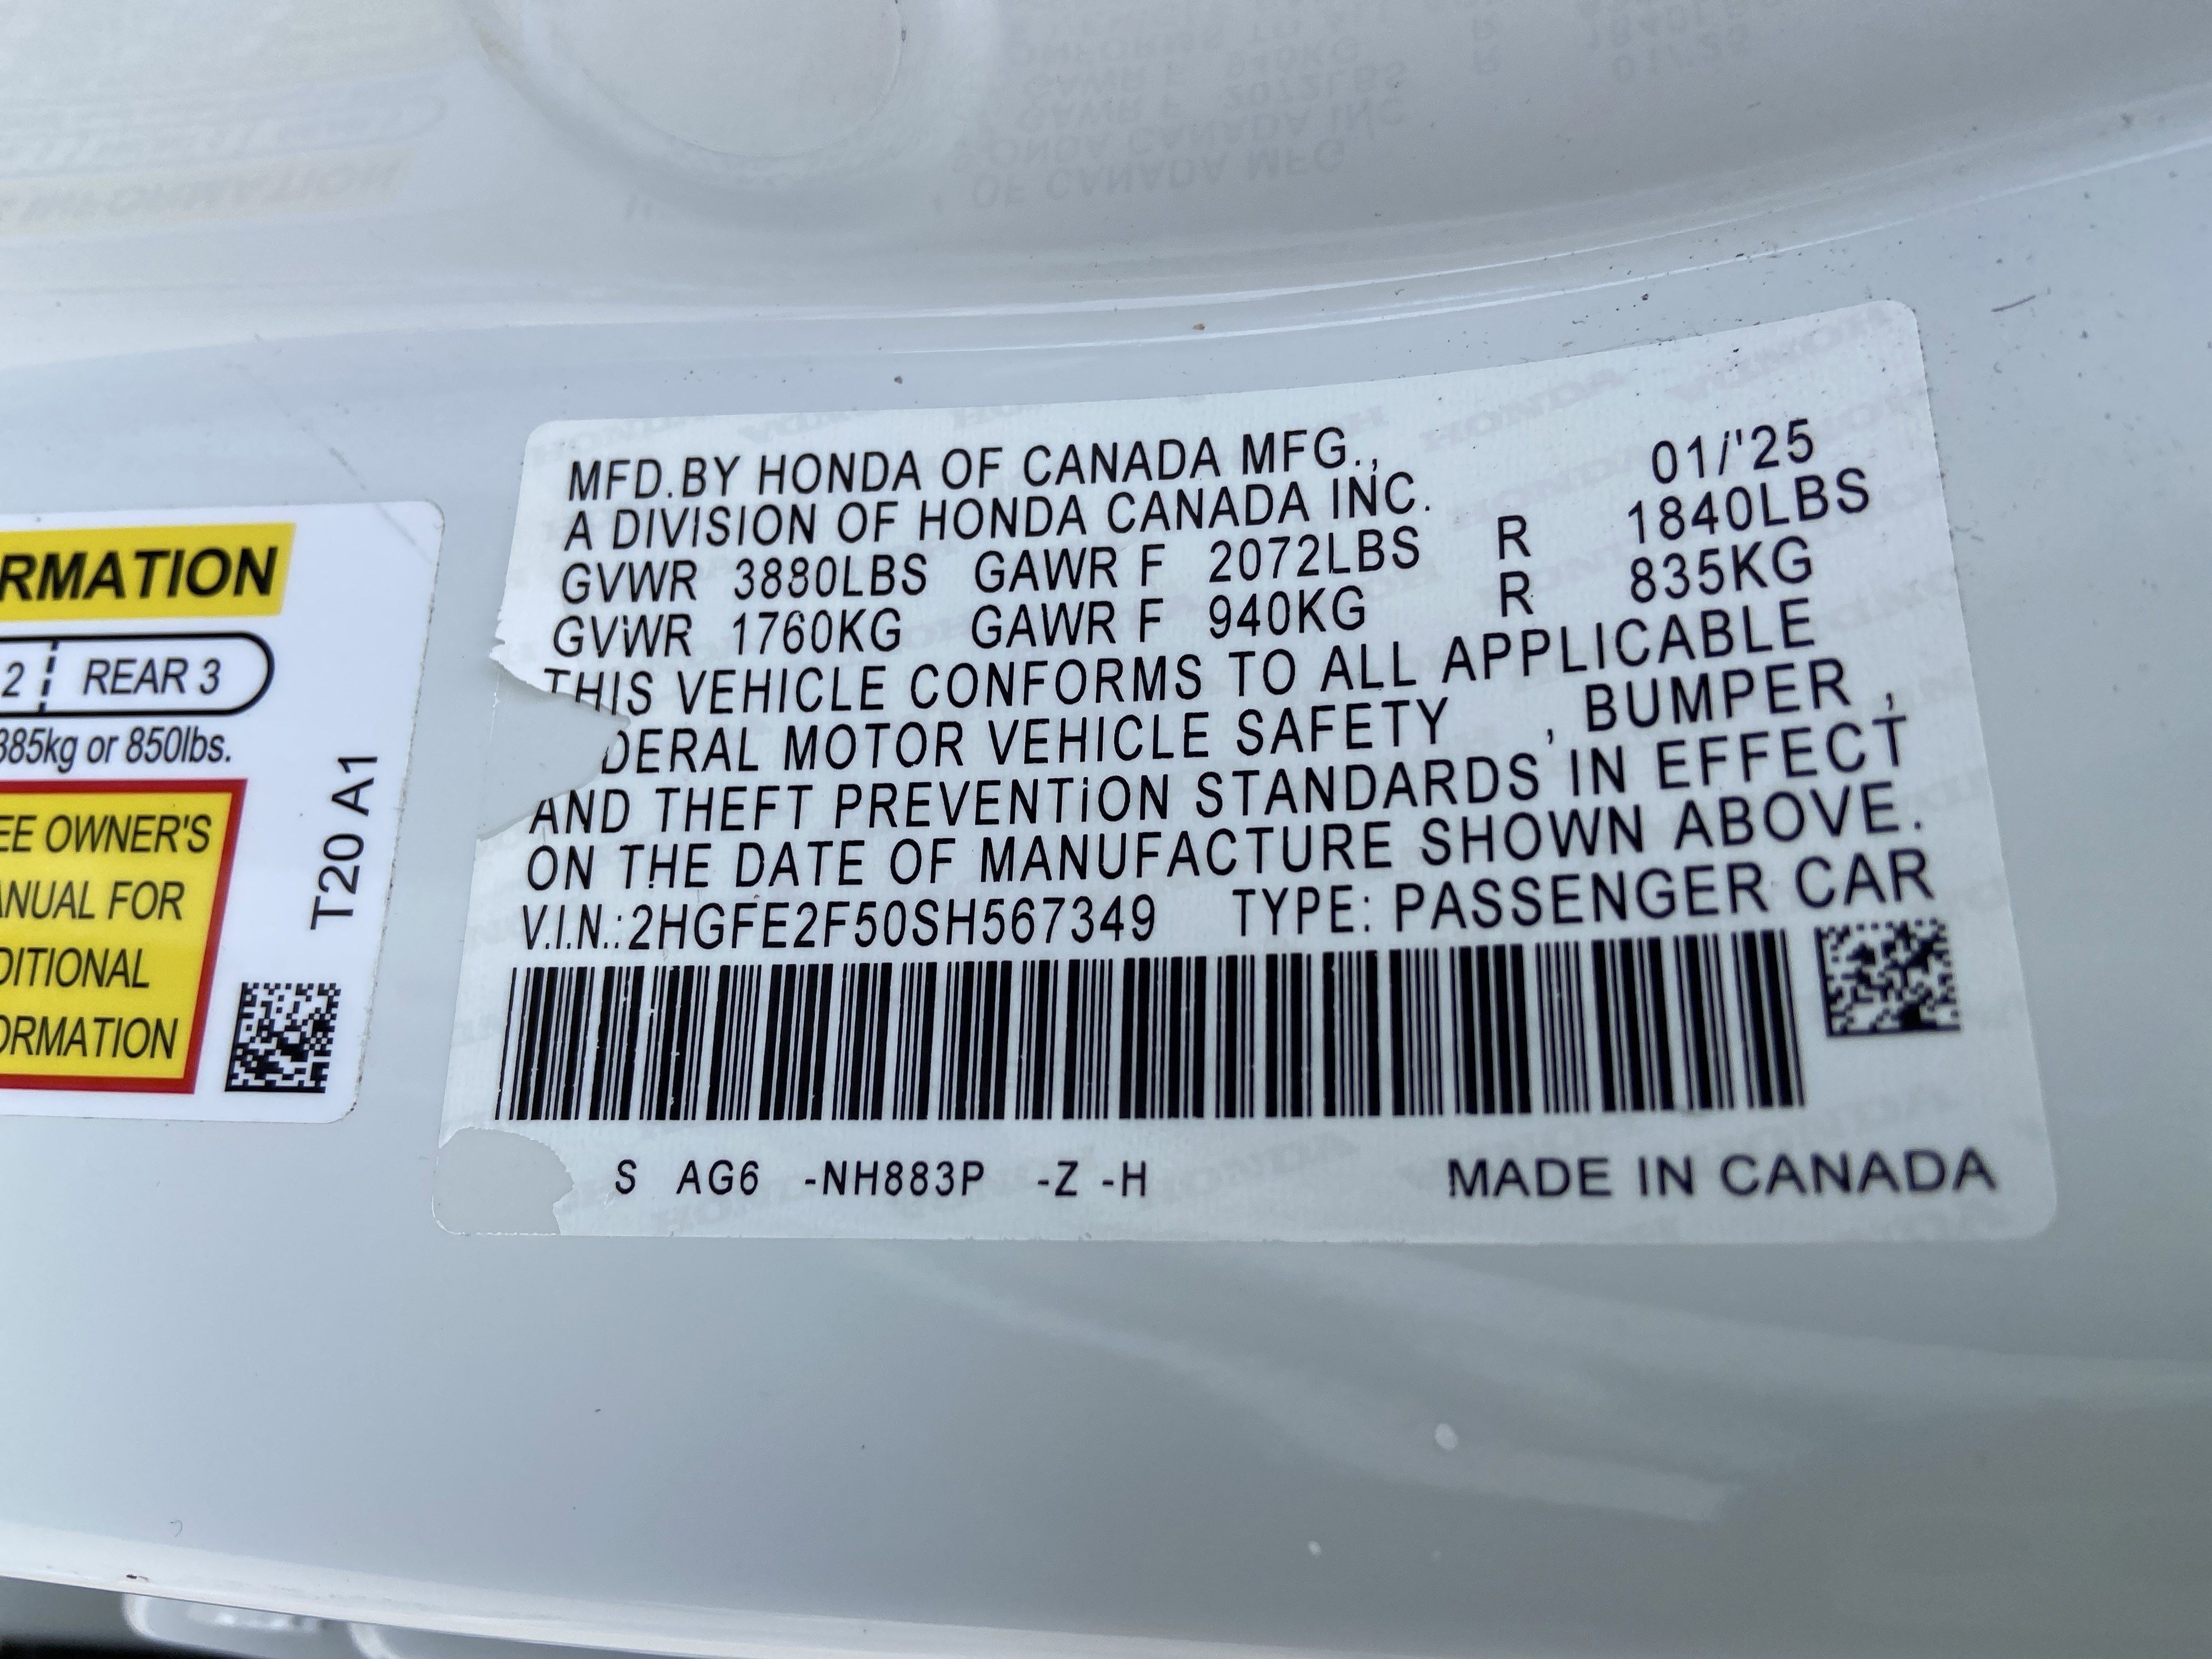 RMATION
2 REAR 3
385kg or 850lbs.
EE OWNER'S
ANUAL FOR
DITIONAL
ORMATION
T20 A1
MFD.BY HONDA OF CANADA MFG., 01/'25
A DIVISION OF HONDA CANADA INC.
GVWR 3880LBS GAWR F 2072LBS R 1840LBS
GVWR 1760KG GAWR F 940KG R 835KG
THIS VEHICLE CONFORMS TO ALL APPLICABLE
DERAL MOTOR VEHICLE SAFETY , BUMPER ,
AND THEFT PREVENTION STANDARDS IN EFFECT
ON THE DATE OF MANUFACTURE SHOWN ABOVE.
V.I.N.:2HGFE2F50SH567349 TYPE: PASSENGER CAR
S AG6 -NH883P -Z -H MADE IN CANADA